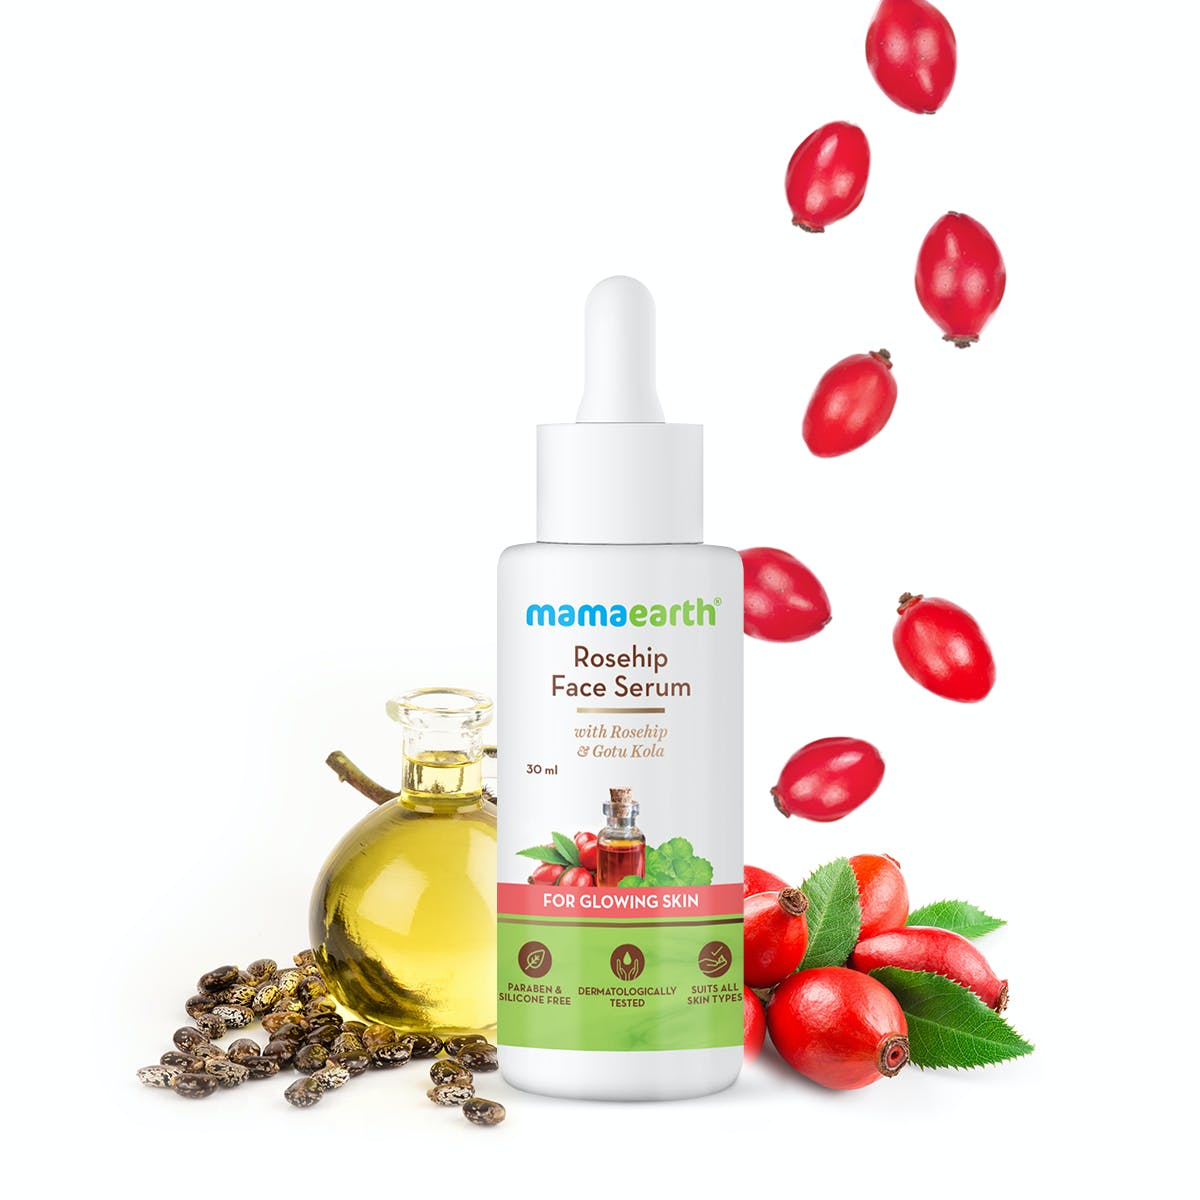 mamaearth®
Rosehip
Face Serum
with Rosehip
& Gotu Kola
30 ml
FOR GLOWING SKIN
PARABEN &
SILICONE FREE
DERMATOLOGICALLY
TESTED
SUITS ALL
SKIN TYPES